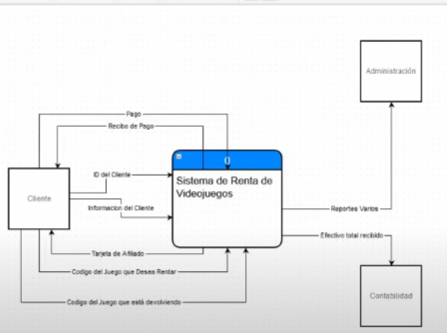 Administración
Pago
Recibo de Pago
0
ID del Cliente
Sistema de Renta de
Videojuegos
Cliente
Informacion del Cliente
Reportes Varios
Efectivo total recibido
Tarjeta de Afiliado
Codigo del Juego que Desea Rentar
Contabilidad
Codigo del Juego que está devolviendo